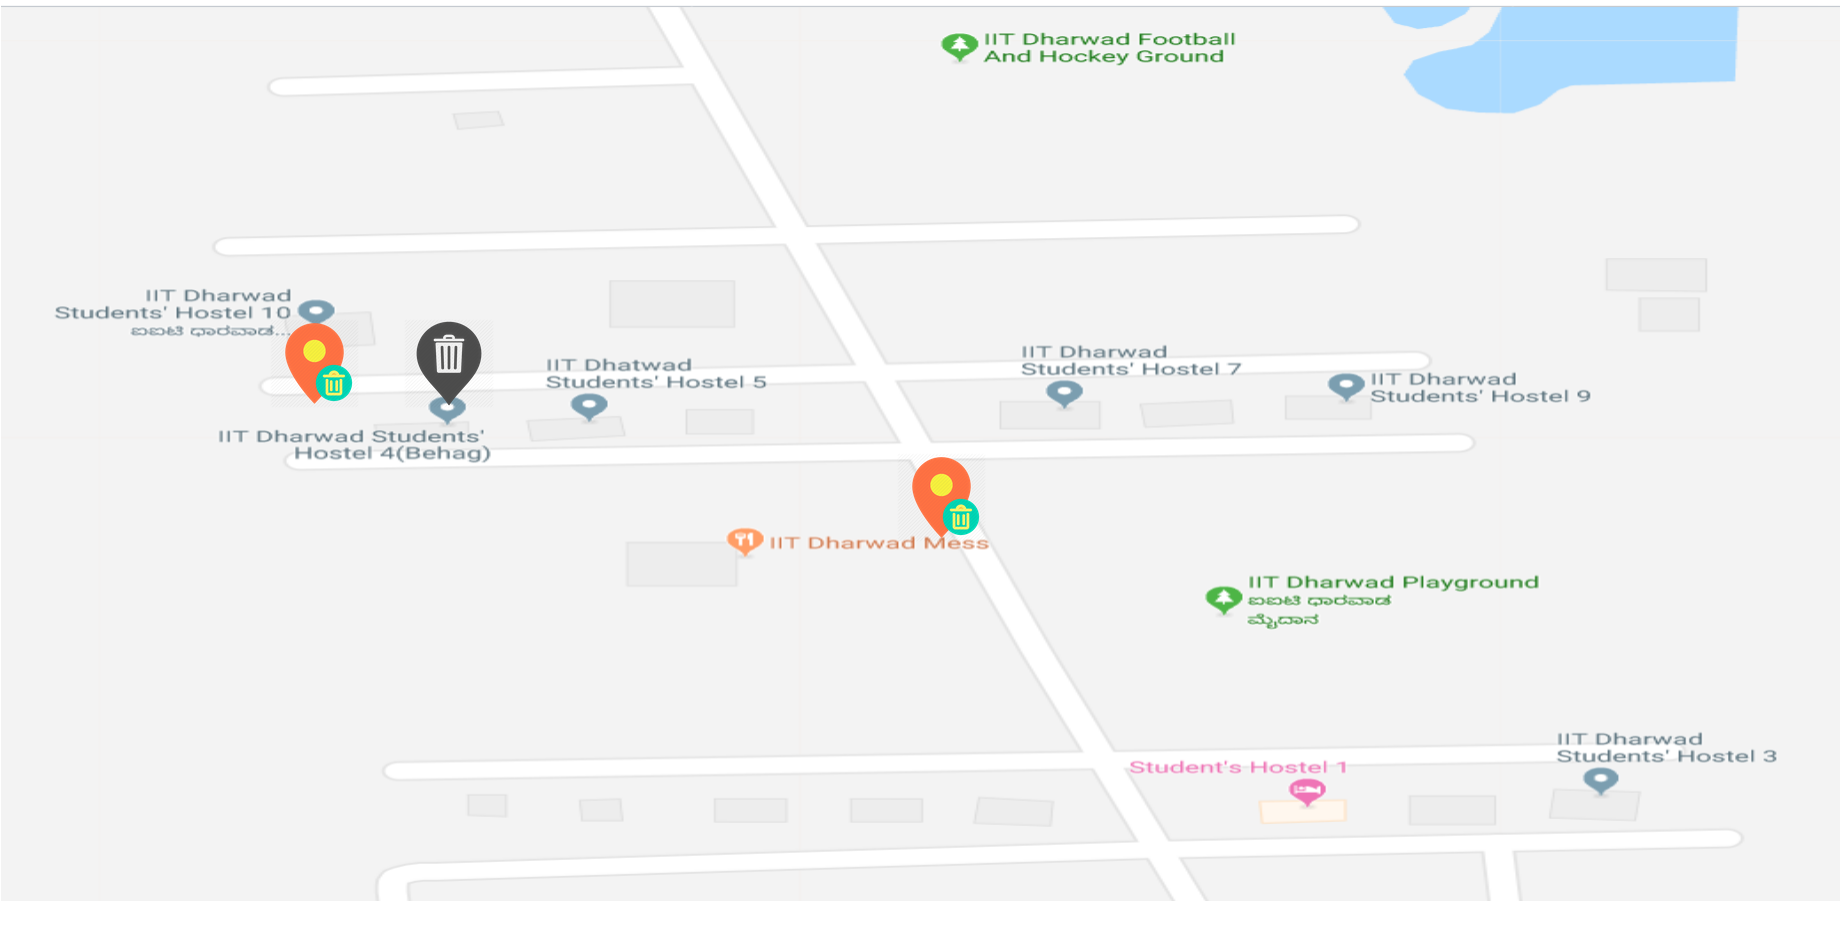 IIT Dharwad Football
And Hockey Ground
IIT Dharwad
Students' Hostel 10
ಐಐಟಿ ಧಾರವಾಡ...
IIT Dhatwad
Students' Hostel 5
IIT Dharwad
Students' Hostel 7
IIT Dharwad
Students' Hostel 9
IIT Dharwad Students'
Hostel 4(Behag)
IIT Dharwad Mess
IIT Dharwad Playground
ಐಐಟಿ ಧಾರವಾಡ
ಮೈದಾನ
IIT Dharwad
Students' Hostel 3
Student's Hostel 1